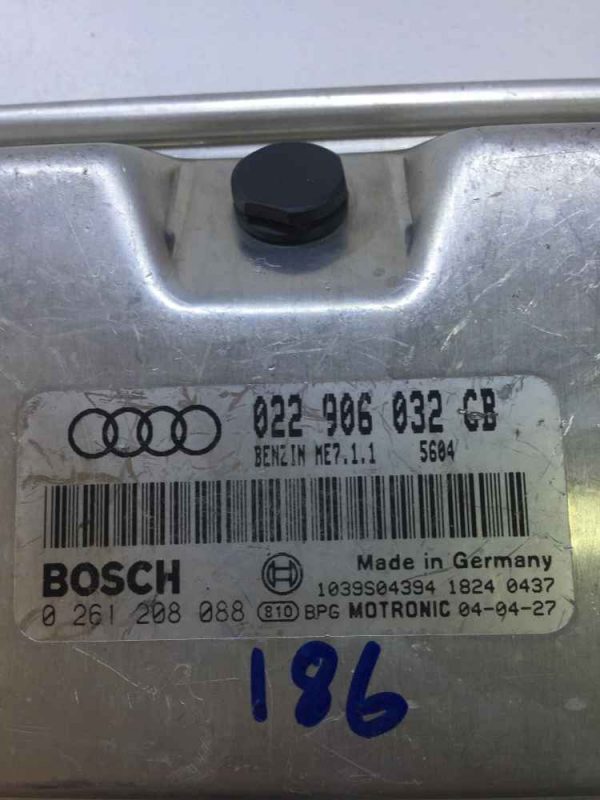 022 906 032 CB
BENZIN ME7.1.1 5604
BOSCH
Made in Germany
1039S04394 1824 0437
0 261 208 088 810 BPG MOTRONIC 04-04-27
186